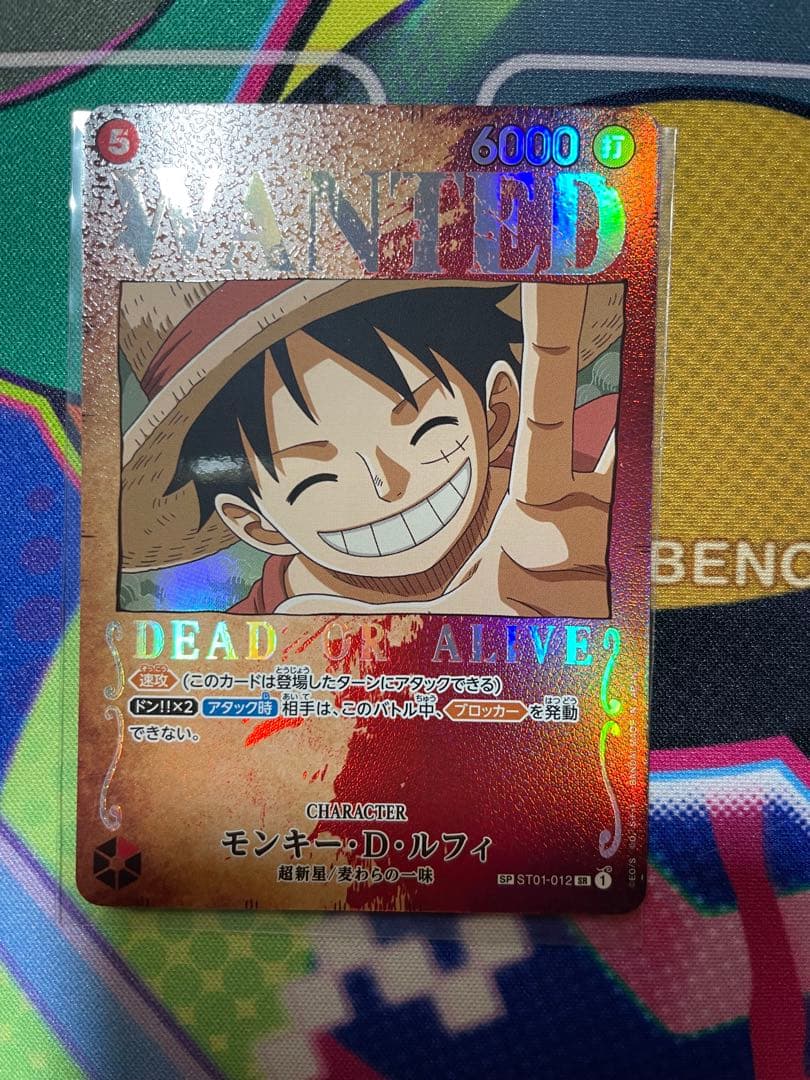 5 6000 打
WANTED
DEAD OR ALIVE
速攻 (このカードは登場したターンにアタックできる)
ドン!!×2 アタック時 相手は、このバトル中、ブロッカーを発動
できない。
CHARACTER
モンキー・D・ルフィ
超新星/麦わらの一味
SP ST01-012 SR 1
BENC